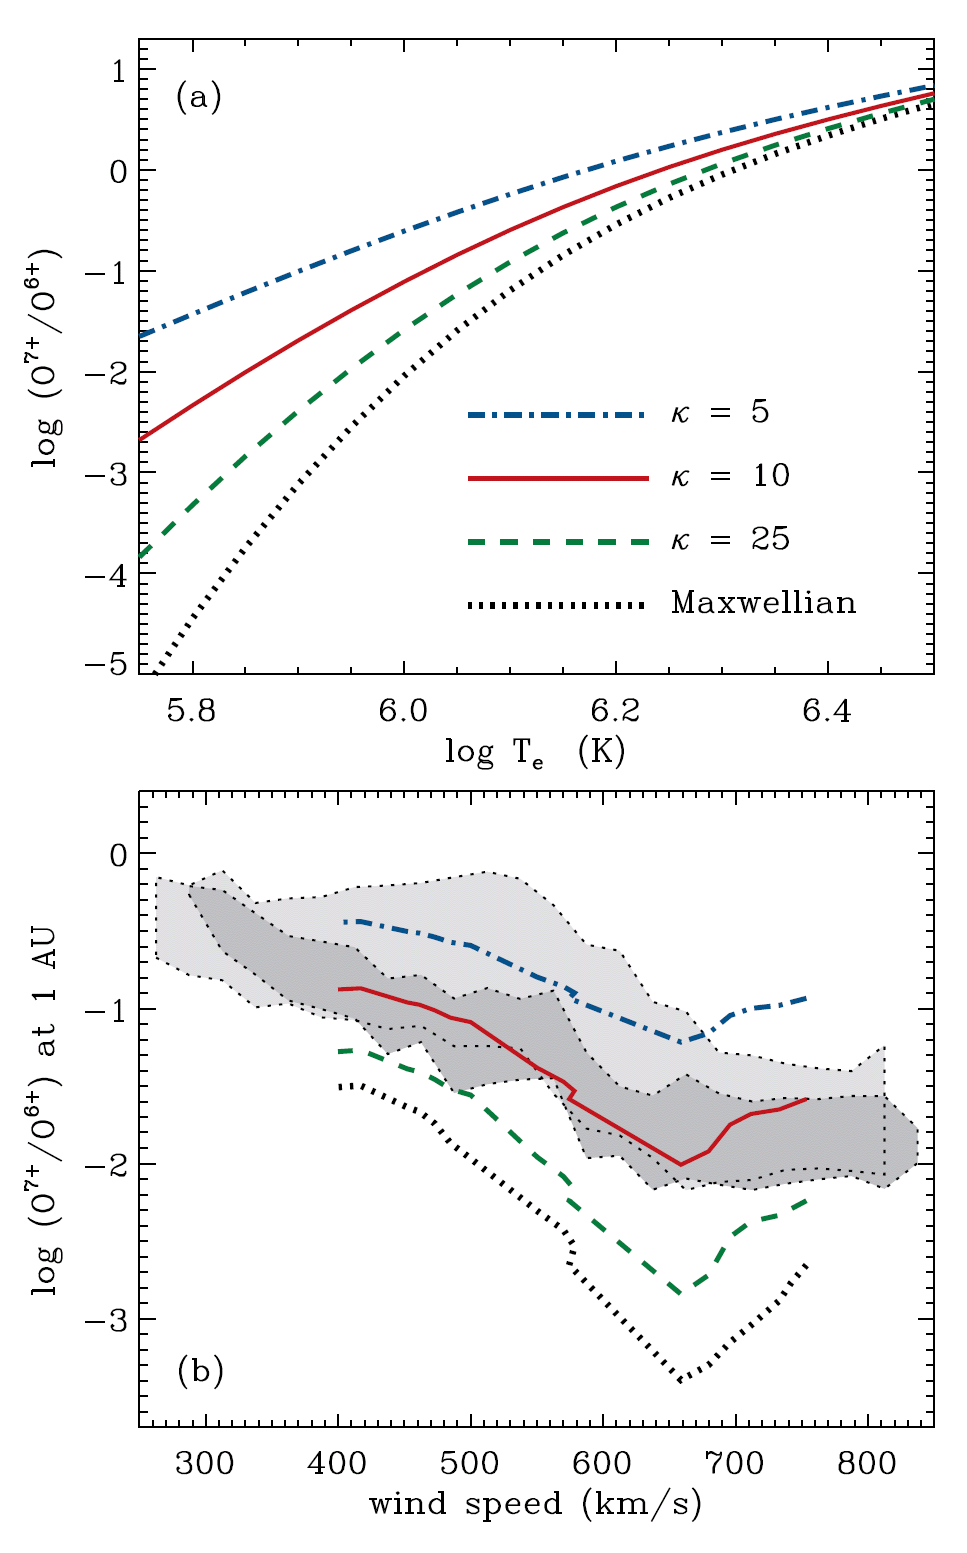 (a)
1
0
−1
−2
−3
−4
−5
log (O⁷⁺/O⁶⁺)
κ = 5
κ = 10
κ = 25
Maxwellian
5.8 6.0 6.2 6.4
log Tₑ (K)
0
−1
−2
−3
log (O⁷⁺/O⁶⁺) at 1 AU
(b)
300 400 500 600 700 800
wind speed (km/s)